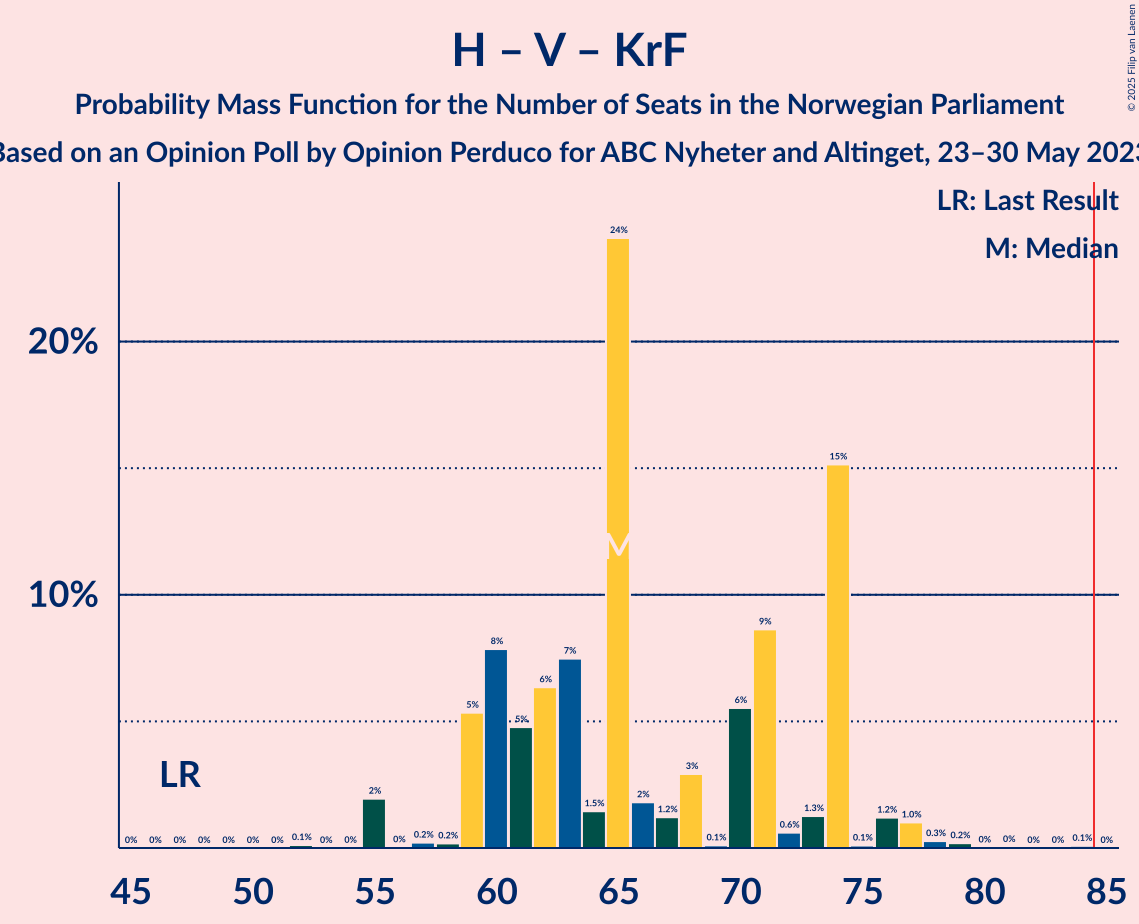 © 2025 Filip van Laenen
H – V – KrF
Probability Mass Function for the Number of Seats in the Norwegian Parliament
Based on an Opinion Poll by Opinion Perduco for ABC Nyheter and Altinget, 23–30 May 2023
LR: Last Result
M: Median
20%
10%
24%
15%
9%
8%
7%
6%
6%
5%
5%
3%
2%
2%
1.5%
1.2%
1.3%
1.2%
1.0%
0.6%
0.1%
0.1%
0.3%
0.2%
0.2%
0.2%
0.1%
0.1%
0% 0% 0% 0% 0% 0% 0% 0% 0% 0% 0% 0% 0% 0% 0%
M
LR
45 50 55 60 65 70 75 80 85